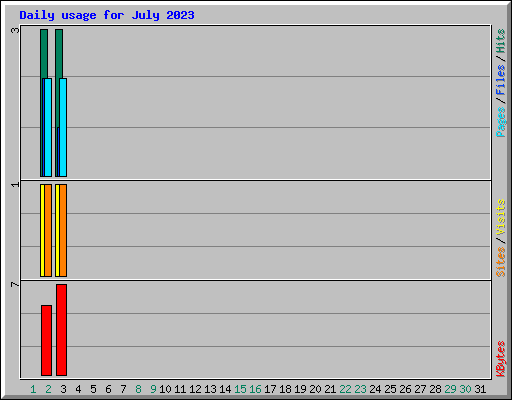 Daily usage for July 2023
3
Pages / Files / Hits
1
Sites / Visits
7
KBytes
1 2 3 4 5 6 7 8 9 10 11 12 13 14 15 16 17 18 19 20 21 22 23 24 25 26 27 28 29 30 31